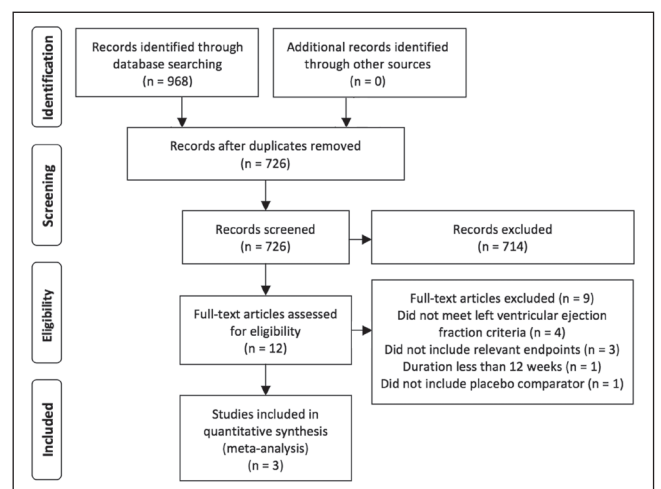 Identification
Records identified through
database searching
(n = 968)
Additional records identified
through other sources
(n = 0)
Records after duplicates removed
(n = 726)
Screening
Records screened
(n = 726)
Records excluded
(n = 714)
Eligibility
Full-text articles assessed
for eligibility
(n = 12)
Full-text articles excluded (n = 9)
Did not meet left ventricular ejection
fraction criteria (n = 4)
Did not include relevant endpoints (n = 3)
Duration less than 12 weeks (n = 1)
Did not include placebo comparator (n = 1)
Included
Studies included in
quantitative synthesis
(meta-analysis)
(n = 3)